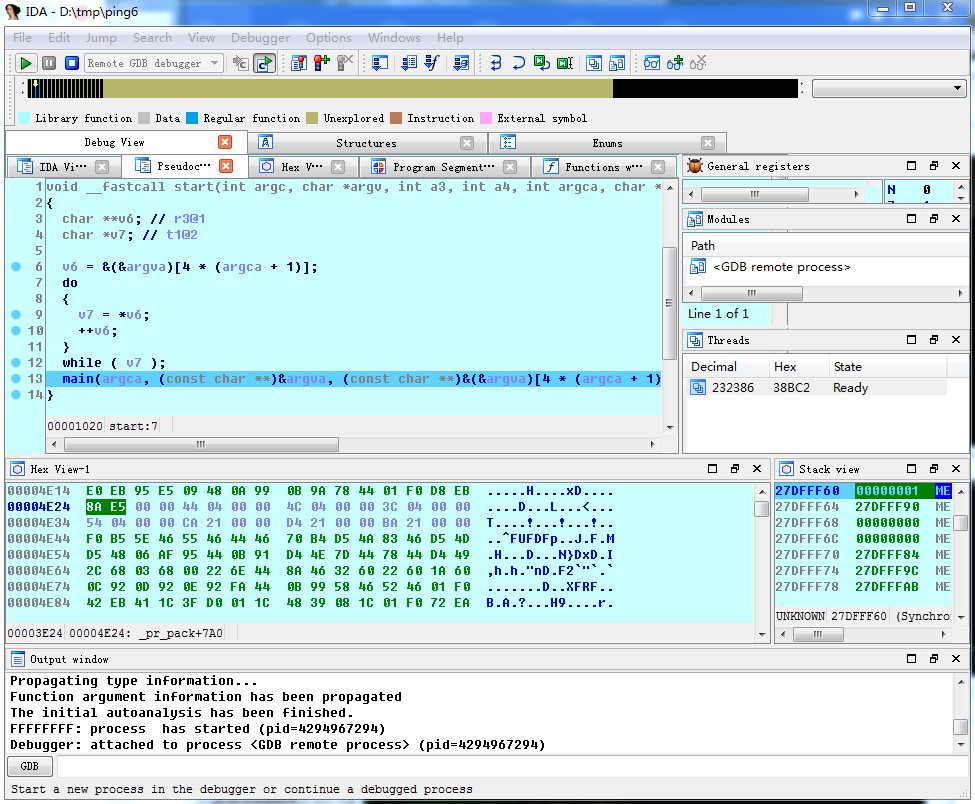 IDA - D:\tmp\ping6
File Edit Jump Search View Debugger Options Windows Help
Remote GDB debugger
Library function Data Regular function Unexplored Instruction External symbol
Debug View Structures Enums
IDA Vi··· Pseudoc··· Hex V··· Program Segment··· Functions w···
General registers
1 void __fastcall start(int argc, char *argv, int a3, int a4, int argca, char *
2 {
3 char **v6; // r3@1
4 char *v7; // t1@2
5
6 v6 = &(&argva)[4 * (argca + 1)];
7 do
8 {
9 v7 = *v6;
10 ++v6;
11 }
12 while ( v7 );
13 main(argca, (const char **)&argva, (const char **)&(&argva)[4 * (argca + 1)
14 }
00001020 start:7
N 0
Modules
Path
<GDB remote process>
Line 1 of 1
Threads
Decimal Hex State
232386 38BC2 Ready
Hex View-1
00004E14 E0 EB 95 E5 09 48 0A 99 0B 9A 78 44 01 F0 D8 EB .....H....xD....
00004E24 8A E5 00 00 44 04 00 00 4C 04 00 00 3C 04 00 00 ....D...L...<...
00004E34 54 04 00 00 CA 21 00 00 D4 21 00 00 BA 21 00 00 T....!...!...!..
00004E44 F0 B5 5E 46 55 46 44 46 70 B4 D5 4A 83 46 D5 4D ..^FUFDFp..J.F.M
00004E54 D5 48 06 AF 95 44 0B 91 D4 4E 7D 44 78 44 D4 49 .H...D...N}DxD.I
00004E64 2C 68 03 68 00 22 6E 44 8A 46 32 60 22 60 1A 60 ,h.h."nD.F2`"`.`
00004E74 0C 92 0D 92 0E 92 FA 44 0B 99 58 46 52 46 01 F0 .......D..XFRF..
00004E84 42 EB 41 1C 3F D0 01 1C 48 39 08 1C 01 F0 72 EA B.A.?...H9....r.
00003E24 00004E24: _pr_pack+7A0
Stack view
27DFFF60 00000001 ME
27DFFF64 27DFFF90 ME
27DFFF68 00000000 ME
27DFFF6C 00000000 ME
27DFFF70 27DFFF84 ME
27DFFF74 27DFFF9C ME
27DFFF78 27DFFFAB ME
UNKNOWN 27DFFF60 (Synchro
Output window
Propagating type information...
Function argument information has been propagated
The initial autoanalysis has been finished.
FFFFFFFF: process has started (pid=4294967294)
Debugger: attached to process <GDB remote process> (pid=4294967294)
GDB
Start a new process in the debugger or continue a debugged process